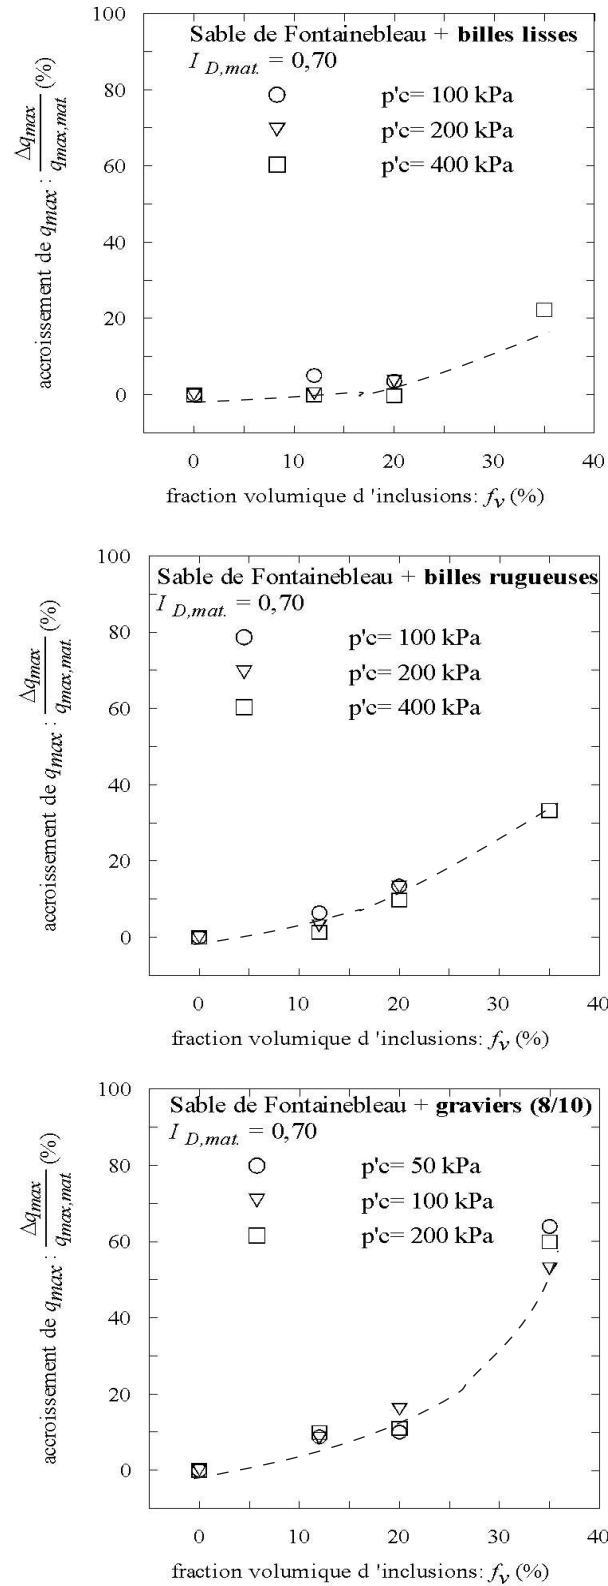 Sable de Fontainebleau + billes lisses
I D,mat. = 0,70
p'c= 100 kPa
p'c= 200 kPa
p'c= 400 kPa
accroissement de qmax : Δqmax / qmax,mat (%)
100
80
60
40
20
0
0 10 20 30 40
fraction volumique d 'inclusions: fv (%)
100
Sable de Fontainebleau + billes rugueuses
I D,mat. = 0,70
p'c= 100 kPa
p'c= 200 kPa
p'c= 400 kPa
accroissement de qmax : Δqmax / qmax,mat. (%)
80
60
40
20
0
0 10 20 30 40
fraction volumique d 'inclusions: fv (%)
100
Sable de Fontainebleau + graviers (8/10)
I D,mat. = 0,70
p'c= 50 kPa
p'c= 100 kPa
p'c= 200 kPa
accroissement de qmax : Δqmax / qmax,mat. (%)
80
60
40
20
0
0 10 20 30 40
fraction volumique d 'inclusions: fv (%)